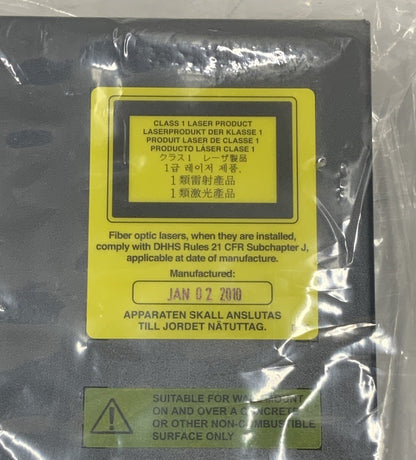 CLASS 1 LASER PRODUCT
LASERPRODUKT DER KLASSE 1
PRODUIT LASER DE CLASSE 1
PRODUCTO LASER CLASE 1
クラス1 レーザ製品
1급 레이저 제품.
1類雷射產品
1類激光產品
Fiber optic lasers, when they are installed,
comply with DHHS Rules 21 CFR Subchapter J,
applicable at date of manufacture.
Manufactured:
JAN 02 2010
APPARATEN SKALL ANSLUTAS
TILL JORDET NÄTUTTAG.
SUITABLE FOR WALL MOUNT
ON AND OVER A CONCRETE
OR OTHER NON-COMBUSTIBLE
SURFACE ONLY